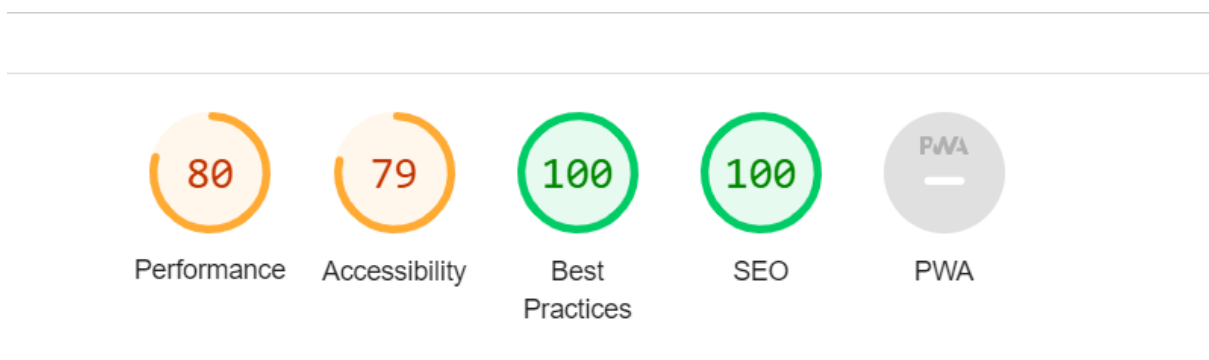 80
79
100
100
PWA
Performance
Accessibility
Best
Practices
SEO
PWA